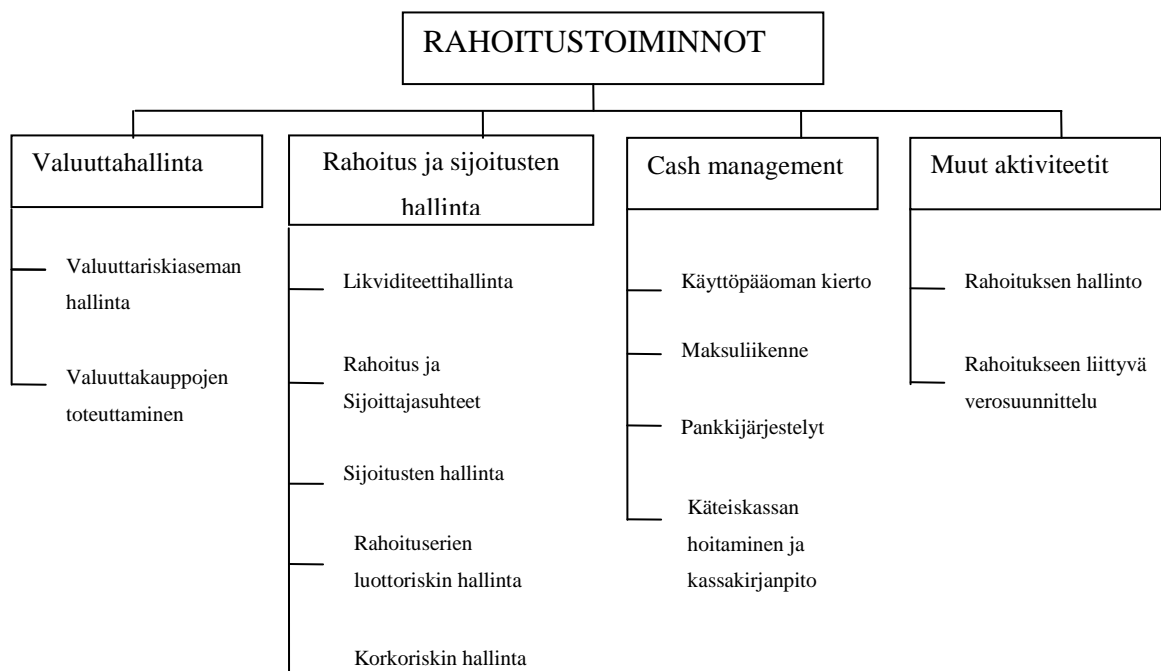 RAHOITUSTOIMINNOT
Valuuttahallinta
Valuuttariskiaseman
hallinta
Valuuttakauppojen
toteuttaminen
Rahoitus ja sijoitusten
hallinta
Likviditeettihallinta
Rahoitus ja
Sijoittajasuhteet
Sijoitusten hallinta
Rahoituserien
luottoriskin hallinta
Korkoriskin hallinta
Cash management
Käyttöpääoman kierto
Maksuliikenne
Pankkijärjestelyt
Käteiskassan
hoitaminen ja
kassakirjanpito
Muut aktiviteetit
Rahoituksen hallinto
Rahoitukseen liittyvä
verosuunnittelu